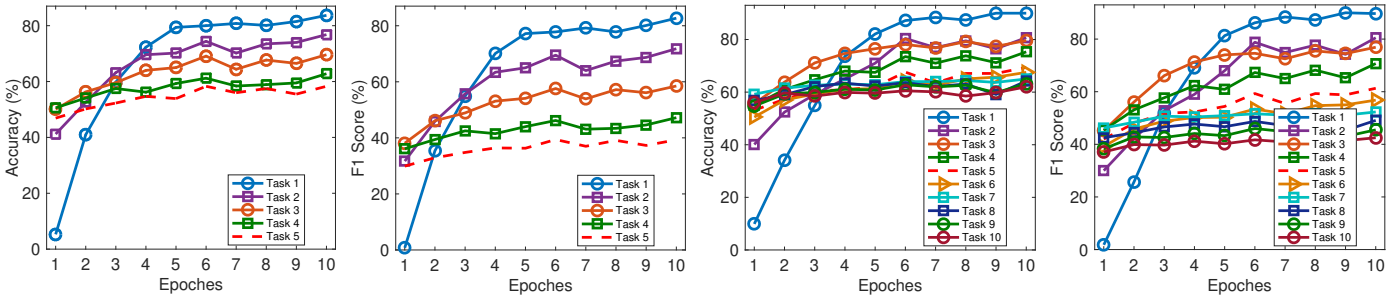 Accuracy (%)
80
60
40
20
0
1 2 3 4 5 6 7 8 9 10
Epoches
Task 1
Task 2
Task 3
Task 4
Task 5
F1 Score (%)
80
60
40
20
0
1 2 3 4 5 6 7 8 9 10
Epoches
Task 1
Task 2
Task 3
Task 4
Task 5
Accuracy (%)
80
60
40
20
0
1 2 3 4 5 6 7 8 9 10
Epoches
Task 1
Task 2
Task 3
Task 4
Task 5
Task 6
Task 7
Task 8
Task 9
Task 10
F1 Score (%)
80
60
40
20
0
1 2 3 4 5 6 7 8 9 10
Epoches
Task 1
Task 2
Task 3
Task 4
Task 5
Task 6
Task 7
Task 8
Task 9
Task 10